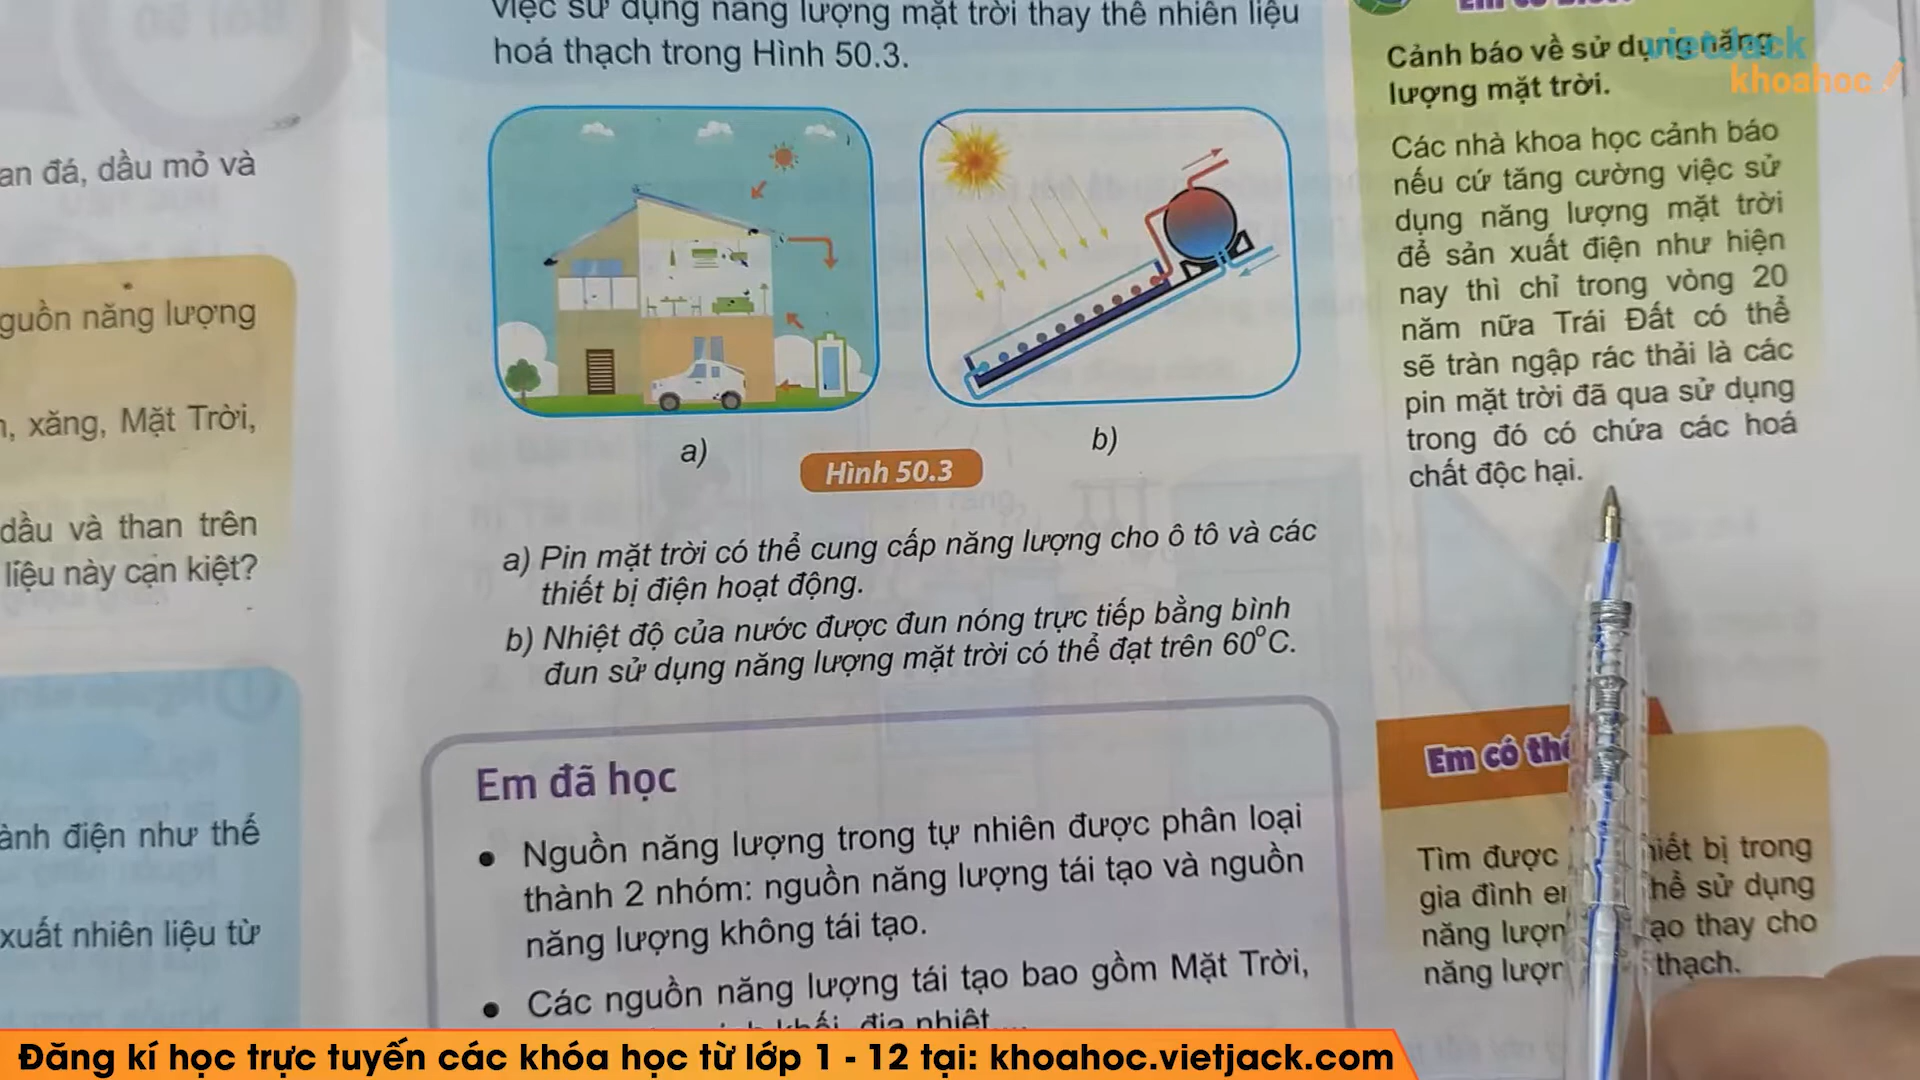 việc sử dụng năng lượng mặt trời thay thế nhiên liệu
hoá thạch trong Hình 50.3.
a)
b)
Hình 50.3
a) Pin mặt trời có thể cung cấp năng lượng cho ô tô và các
thiết bị điện hoạt động.
b) Nhiệt độ của nước được đun nóng trực tiếp bằng bình
đun sử dụng năng lượng mặt trời có thể đạt trên 60°C.
Em đã học
• Nguồn năng lượng trong tự nhiên được phân loại
thành 2 nhóm: nguồn năng lượng tái tạo và nguồn
năng lượng không tái tạo.
• Các nguồn năng lượng tái tạo bao gồm Mặt Trời,
khối, địa nhiệt,...
đá, dầu mỏ và
năng lượng
xăng, Mặt Trời,
dầu và than trên
liệu này cạn kiệt?
điện như thế
xuất nhiên liệu từ
Cảnh báo về sử dụng năng
lượng mặt trời.
Các nhà khoa học cảnh báo
nếu cứ tăng cường việc sử
dụng năng lượng mặt trời
để sản xuất điện như hiện
nay thì chỉ trong vòng 20
năm nữa Trái Đất có thể
sẽ tràn ngập rác thải là các
pin mặt trời đã qua sử dụng
trong đó có chứa các hoá
chất độc hại.
Em có
Tìm được bị trong
gia đình sử dụng
năng thay cho
năng thạch.
vietJack
khoahoc
Đăng kí học trực tuyến các khóa học từ lớp 1 - 12 tại: khoahoc.vietjack.com